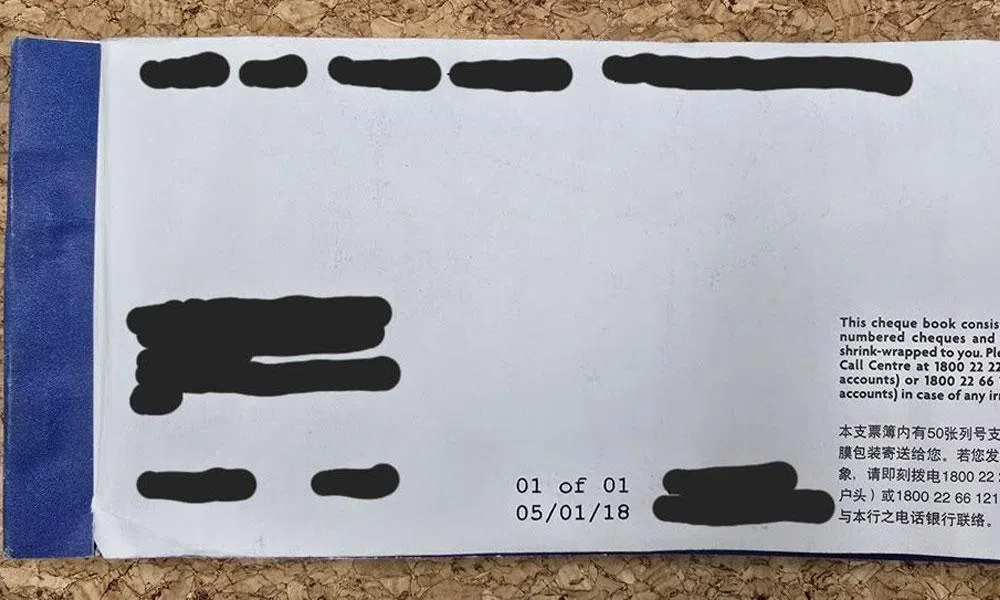 01 of 01
05/01/18
This cheque book consis
numbered cheques and
shrink-wrapped to you. Ple
Call Centre at 1800 22 22
accounts) or 1800 22 66
accounts) in case of any irr
本支票簿内有50张列号支
膜包装寄送给您。若您发
象，请即刻拨电1800 22
户头）或1800 22 66 121
与本行之电话银行联络。